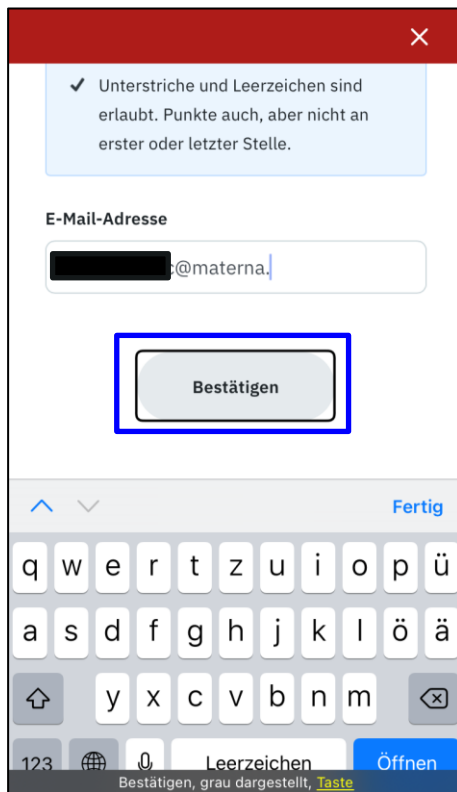 ✔ Unterstriche und Leerzeichen sind
erlaubt. Punkte auch, aber nicht an
erster oder letzter Stelle.
E-Mail-Adresse
@materna.
Bestätigen
Fertig
q w e r t z u i o p ü
a s d f g h j k l ö ä
y x c v b n m
123 Leerzeichen Öffnen
Bestätigen, grau dargestellt, Taste